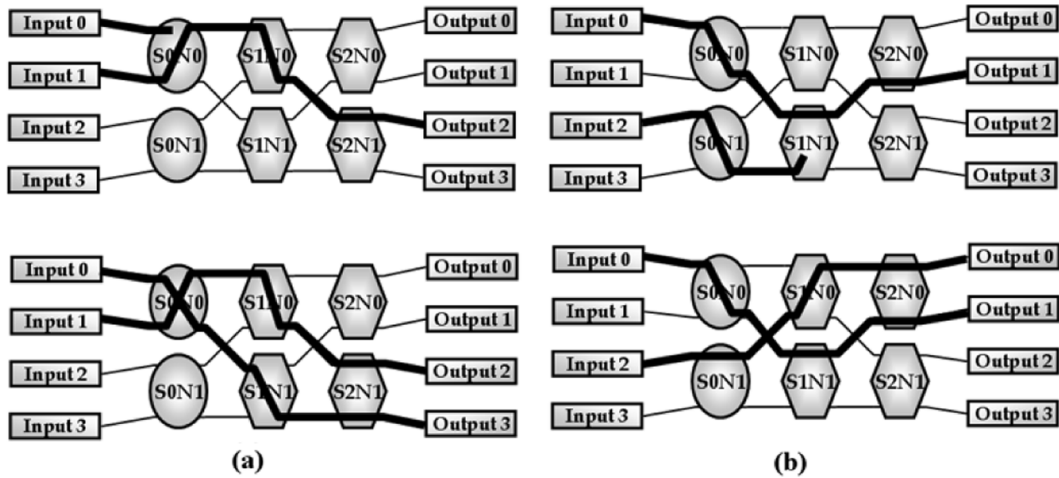 Input 0
S0N0
S1N0
S2N0
Output 0
Input 1
Output 1
Input 2
S0N1
S1N1
S2N1
Output 2
Input 3
Output 3
Input 0
S0N0
S1N0
S2N0
Output 0
Input 1
Output 1
Input 2
S0N1
S1N1
S2N1
Output 2
Input 3
Output 3
(a)
Input 0
S0N0
S1N0
S2N0
Output 0
Input 1
Output 1
Input 2
S0N1
S1N1
S2N1
Output 2
Input 3
Output 3
Input 0
S0N0
S1N0
S2N0
Output 0
Input 1
Output 1
Input 2
S0N1
S1N1
S2N1
Output 2
Input 3
Output 3
(b)